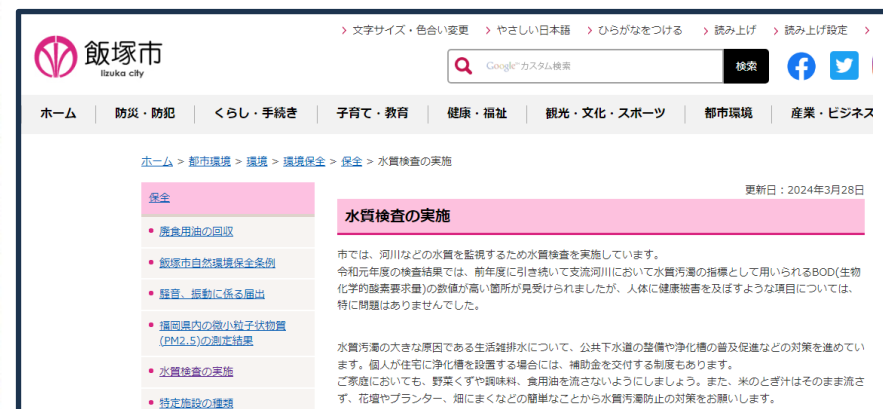 > 文字サイズ・色合い変更 > やさしい日本語 > ひらがなをつける > 読み上げ > 読み上げ設定 >
飯塚市
Iizuka city
Google カスタム検索
検索
ホーム 防災・防犯 くらし・手続き 子育て・教育 健康・福祉 観光・文化・スポーツ 都市環境 産業・ビジネス
ホーム > 都市環境 > 環境 > 環境保全 > 保全 > 水質検査の実施
更新日：2024年3月28日
保全
廃食用油の回収
飯塚市自然環境保全条例
騒音、振動に係る届出
福岡県内の微小粒子状物質
(PM2.5)の測定結果
水質検査の実施
特定施設の種類
水質検査の実施
市では、河川などの水質を監視するため水質検査を実施しています。
令和元年度の検査結果では、前年度に引き続いて支流河川において水質汚濁の指標として用いられるBOD(生物
化学的酸素要求量)の数値が高い箇所が見受けられましたが、人体に健康被害を及ぼすような項目については、
特に問題はありませんでした。
水質汚濁の大きな原因である生活雑排水について、公共下水道の整備や浄化槽の普及促進などの対策を進めてい
ます。個人が住宅に浄化槽を設置する場合には、補助金を交付する制度もあります。
ご家庭においても、野菜くずや調味料、食用油を流さないようにしましょう。また、米のとぎ汁はそのまま流さ
ず、花壇やプランター、畑にまくなどの簡単なことから水質汚濁防止の対策をお願いします。